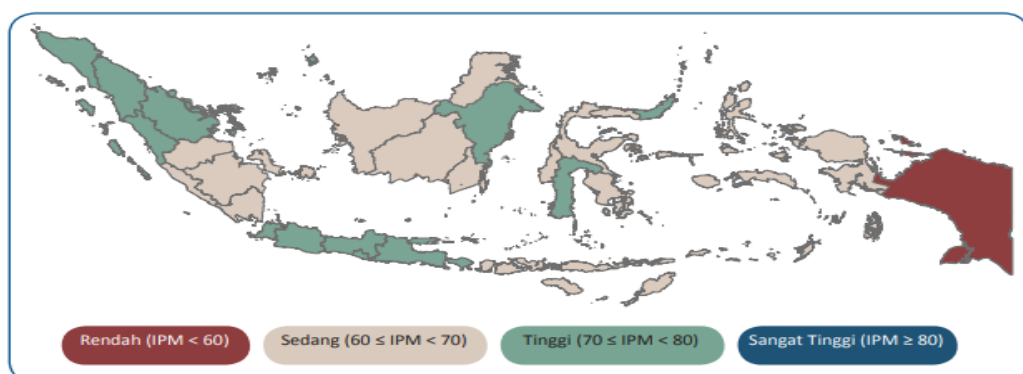 Rendah (IPM < 60)
Sedang (60 ≤ IPM < 70)
Tinggi (70 ≤ IPM < 80)
Sangat Tinggi (IPM ≥ 80)